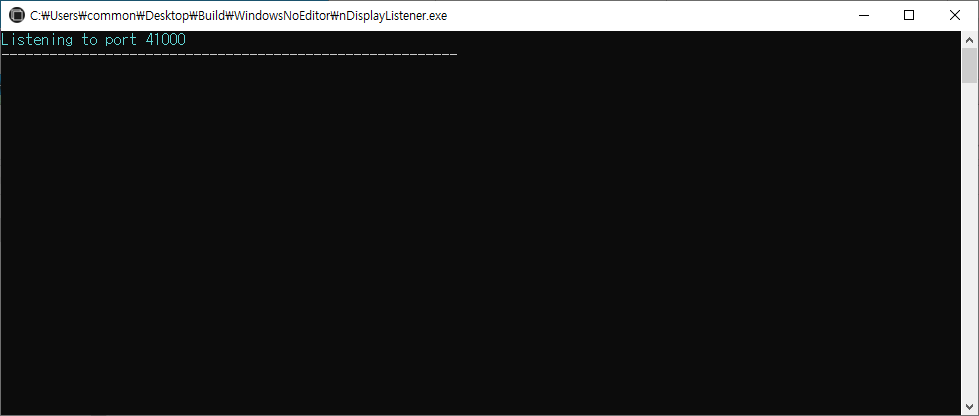 C:₩Users₩common₩Desktop₩Build₩WindowsNoEditor₩nDisplayListener.exe
Listening to port 41000
---------------------------------------------------------